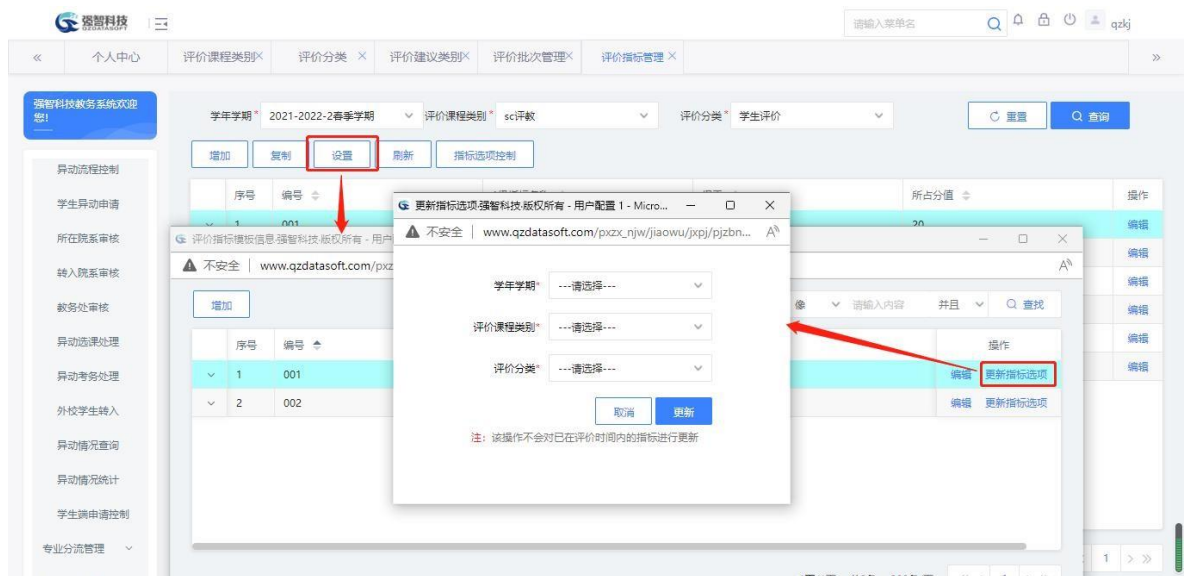 强智科技
QZDATASOFT
请输入菜单名
qzkj
« 个人中心 评价课程类别× 评价分类 × 评价建议类别× 评价批次管理× 评价指标管理 × »
强智科技教务系统欢迎您!
学年学期* 2021-2022-2春季学期 评价课程类别* sc评教 评价分类* 学生评价 重置 查询
增加 复制 设置 刷新 指标选项控制
序号 编号 所占分值 操作
1 001 20 编辑
编辑
编辑
编辑
编辑
编辑
异动流程控制
学生异动申请
所在院系审核
转入院系审核
教务处审核
异动选课处理
异动考务处理
外校学生转入
异动情况查询
异动情况统计
学生端申请控制
专业分流管理
评价指标模板信息-强智科技-版权所有 - 用户
不安全 | www.qzdatasoft.com/pxz
增加 像 请输入内容 并且 查找
序号 编号 操作
1 001 编辑 更新指标选项
2 002 编辑 更新指标选项
更新指标选项-强智科技-版权所有 - 用户配置 1 - Micro...
不安全 | www.qzdatasoft.com/pxzx_njw/jiaowu/jxpj/pjzbn...
学年学期* ---请选择---
评价课程类别* ---请选择---
评价分类* ---请选择---
取消 更新
注: 该操作不会对已在评价时间内的指标进行更新
1 > »